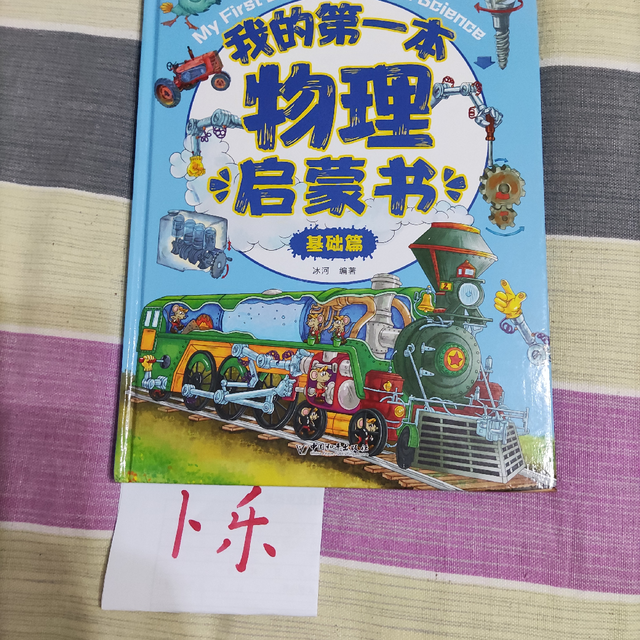 My First
Science
我的第一本
物理
启蒙书
基础篇
冰河 编著
卜乐